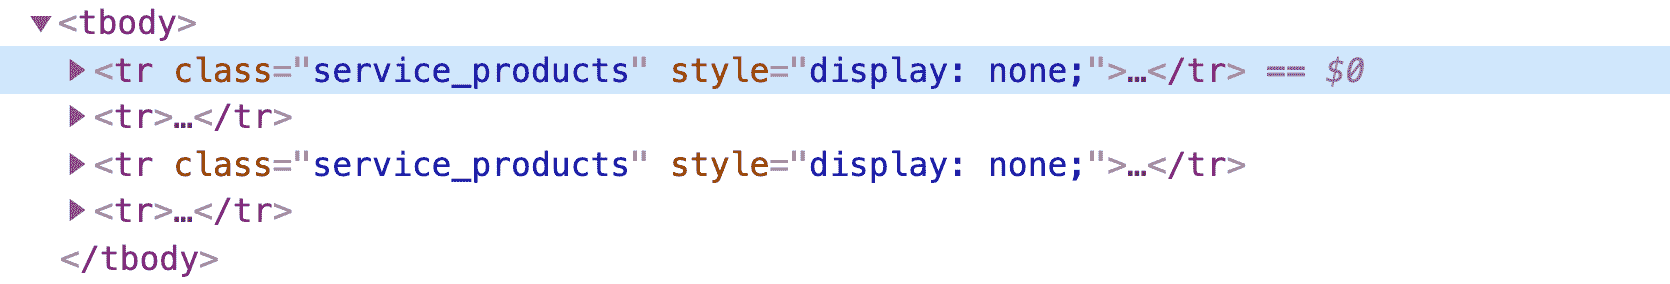 ▼<tbody>
▶<tr class="service_products" style="display: none;">…</tr> == $0
▶<tr>…</tr>
▶<tr class="service_products" style="display: none;">…</tr>
▶<tr>…</tr>
</tbody>